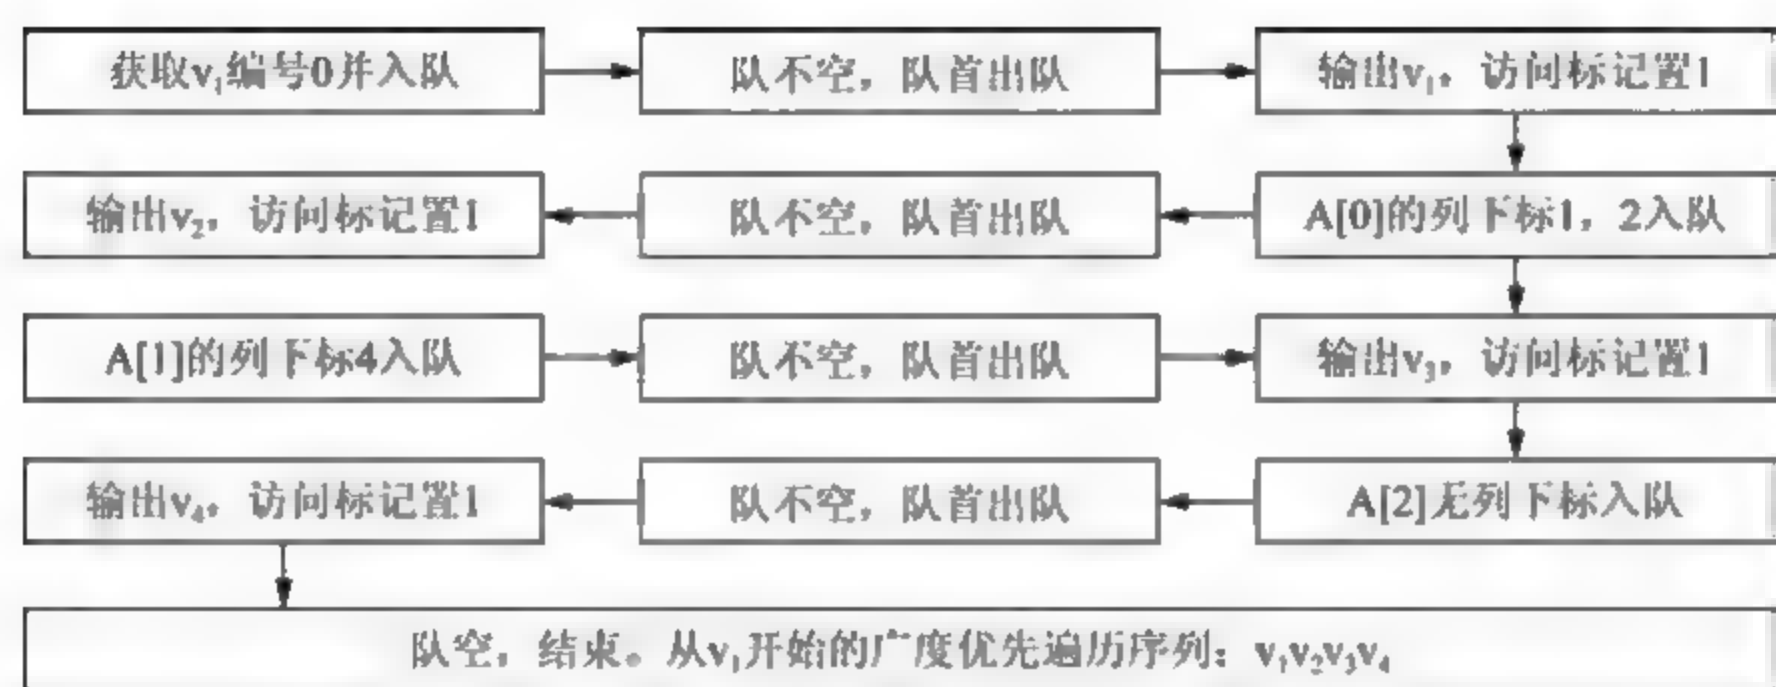 获取v₁编号0并入队
队不空，队首出队
输出v₁，访问标记置1
输出v₂，访问标记置1
队不空，队首出队
A[0]的列下标1，2入队
A[1]的列下标4入队
队不空，队首出队
输出v₃，访问标记置1
输出v₄，访问标记置1
队不空，队首出队
A[2]无列下标入队
队空，结束。从v₁开始的广度优先遍历序列：v₁v₂v₃v₄